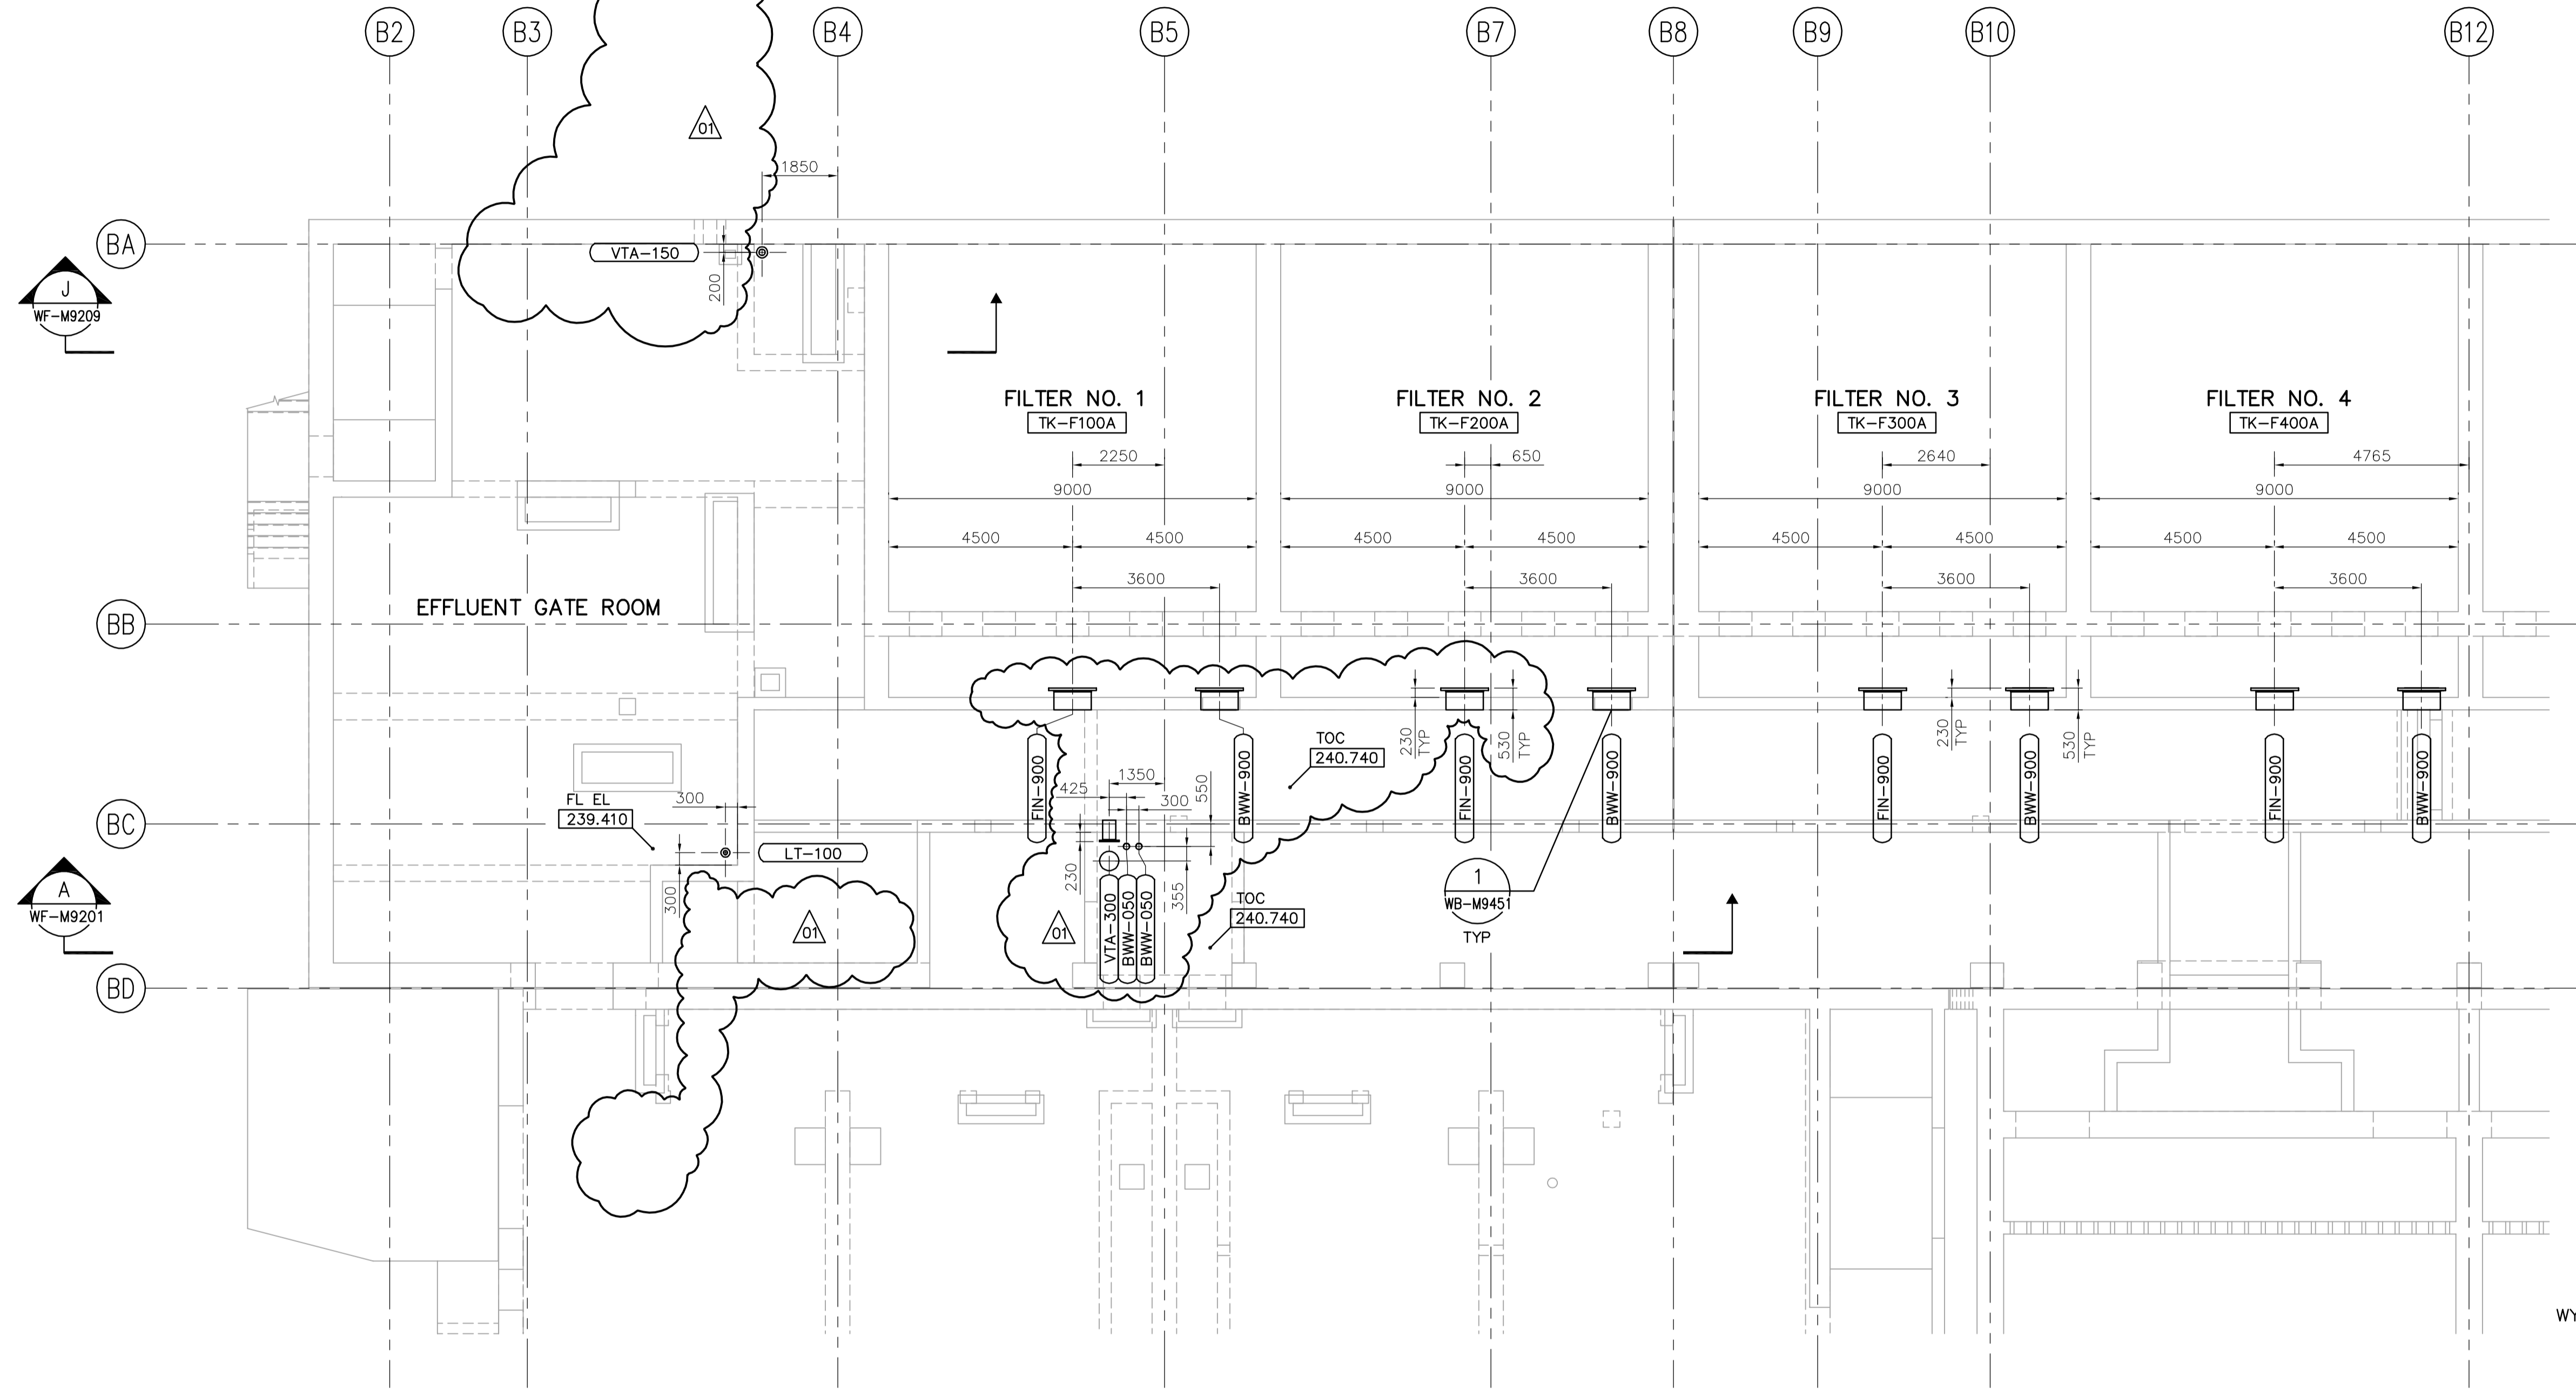 B2 B3 B4 B5 B7 B8 B9 B10 B12
01
1850
BA
VTA-150
200
J
WF-M9209
FILTER NO. 1 FILTER NO. 2 FILTER NO. 3 FILTER NO. 4
TK-F100A TK-F200A TK-F300A TK-F400A
2250 650 2640 4765
9000 9000 9000 9000
4500 4500 4500 4500 4500 4500 4500 4500
3600 3600 3600 3600
EFFLUENT GATE ROOM
BB
FIN-900
BWW-900
TOC
240.740
230
TYP
530
TYP
FIN-900
BWW-900
FIN-900
230
TYP
BWW-900
530
TYP
FIN-900
BWW-900
1350
425 300
550
FL EL
239.410
300
BC
LT-100
300
230
355
VTA-300
BWW-050
BWW-050
TOC
240.740
1
WB-M9451
TYP
A
WF-M9201
01
01
BD
WY